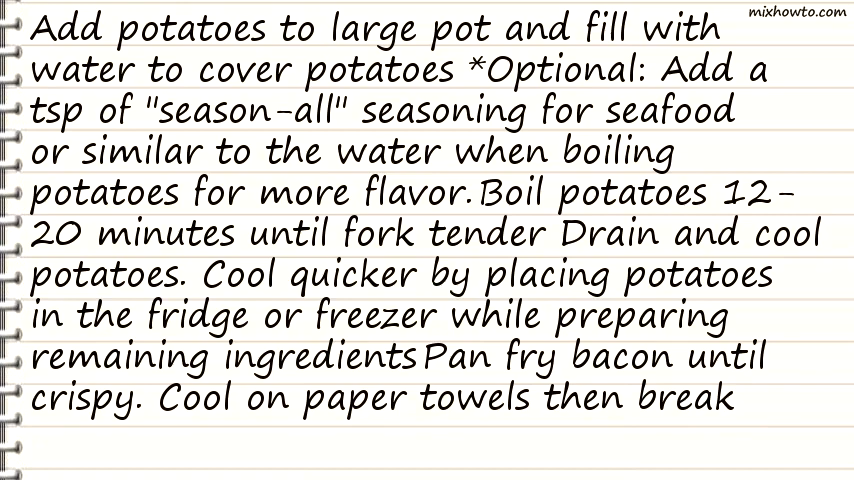 mixhowto.com
Add potatoes to large pot and fill with
water to cover potatoes *Optional: Add a
tsp of "season-all" seasoning for seafood
or similar to the water when boiling
potatoes for more flavor.Boil potatoes 12-
20 minutes until fork tender Drain and cool
potatoes. Cool quicker by placing potatoes
in the fridge or freezer while preparing
remaining ingredientsPan fry bacon until
crispy. Cool on paper towels then break